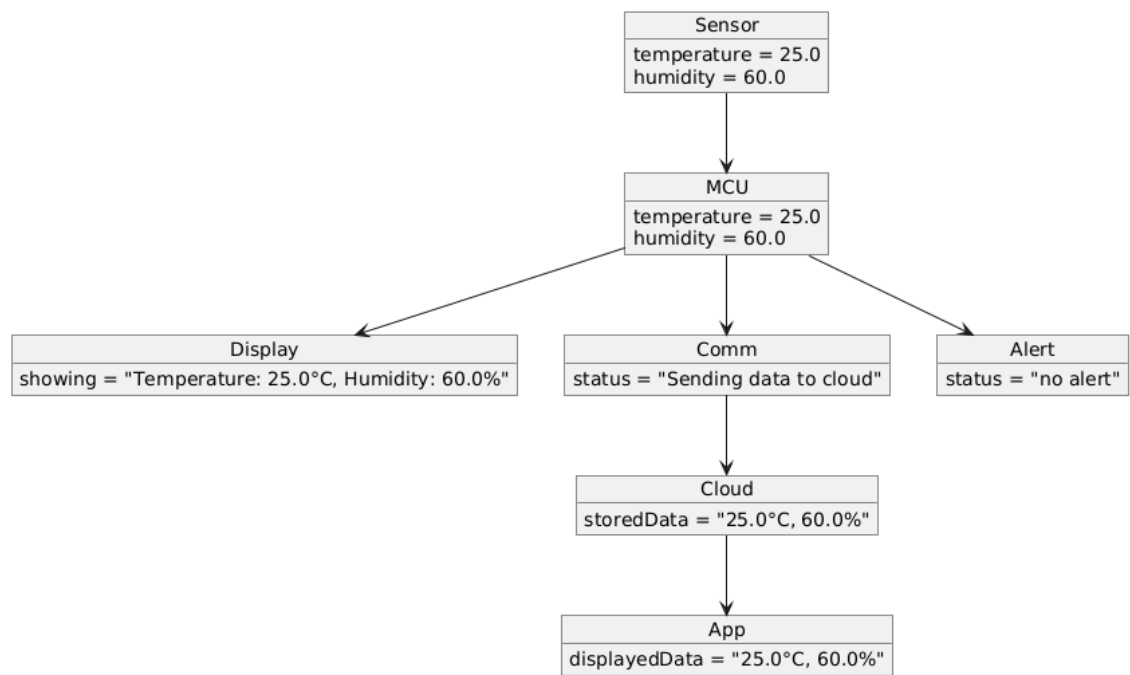 Sensor
temperature = 25.0
humidity = 60.0
MCU
temperature = 25.0
humidity = 60.0
Display
showing = "Temperature: 25.0°C, Humidity: 60.0%"
Comm
status = "Sending data to cloud"
Alert
status = "no alert"
Cloud
storedData = "25.0°C, 60.0%"
App
displayedData = "25.0°C, 60.0%"